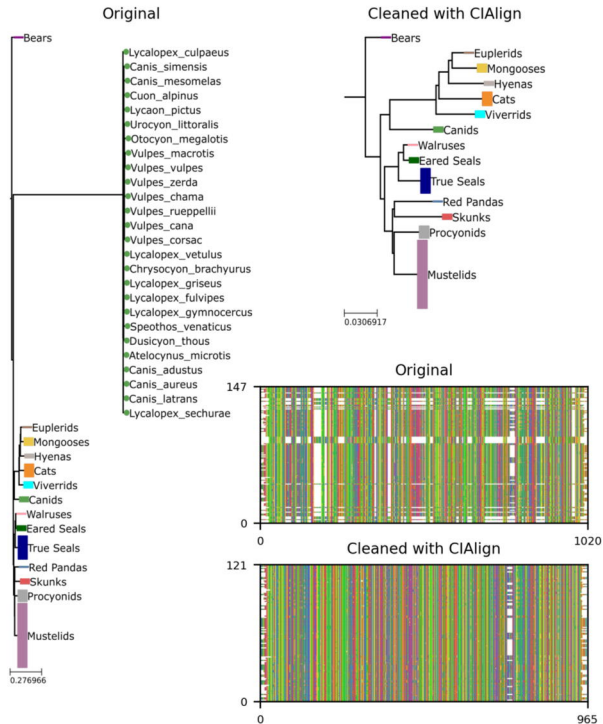 Original
Bears
Lycalopex_culpaeus
Canis_simensis
Canis_mesomelas
Cuon_alpinus
Lycaon_pictus
Urocyon_littoralis
Otocyon_megalotis
Vulpes_macrotis
Vulpes_vulpes
Vulpes_zerda
Vulpes_chama
Vulpes_rueppellii
Vulpes_cana
Vulpes_corsac
Lycalopex_vetulus
Chrysocyon_brachyurus
Lycalopex_griseus
Lycalopex_fulvipes
Lycalopex_gymnocercus
Speothos_venaticus
Dusicyon_thous
Atelocynus_microtis
Canis_adustus
Canis_aureus
Canis_latrans
Lycalopex_sechurae
Euplerids
Mongooses
Hyenas
Cats
Viverrids
Canids
Walruses
Eared Seals
True Seals
Red Pandas
Skunks
Procyonids
Mustelids
0.276966
Cleaned with CIAlign
Bears
Euplerids
Mongooses
Hyenas
Cats
Viverrids
Canids
Walruses
Eared Seals
True Seals
Red Pandas
Skunks
Procyonids
Mustelids
0.0306917
Original
147
0
0
1020
Cleaned with CIAlign
121
0
0
965